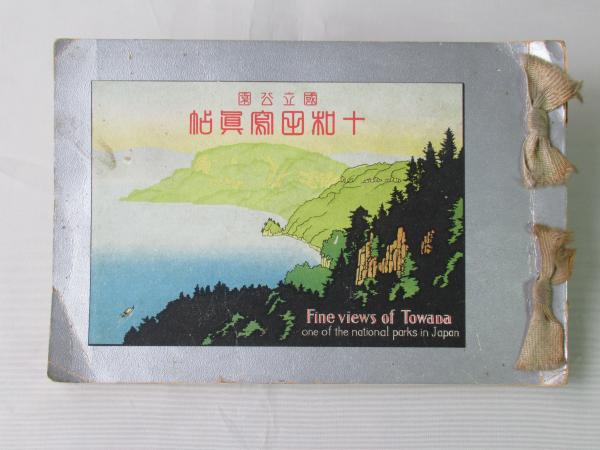 國立公園
十和田寫眞帖
Fine views of Towada
one of the national parks in Japan